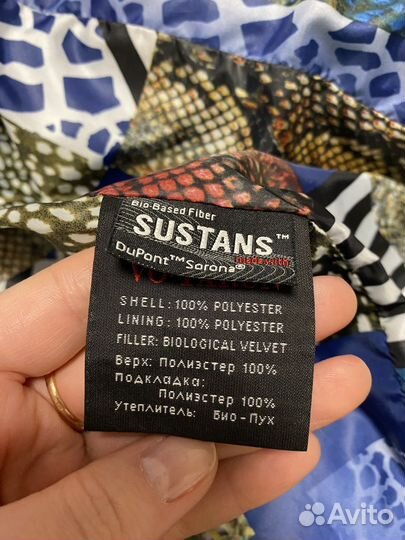 Bio-Based Fiber
SUSTANS™
made with
DuPont™ Sorona®
SHELL: 100% POLYESTER
LINING: 100% POLYESTER
FILLER: BIOLOGICAL VELVET
Верх: Полиэстер 100%
Подкладка:
Полиэстер 100%
Утеплитель: Био - Пух
Avito